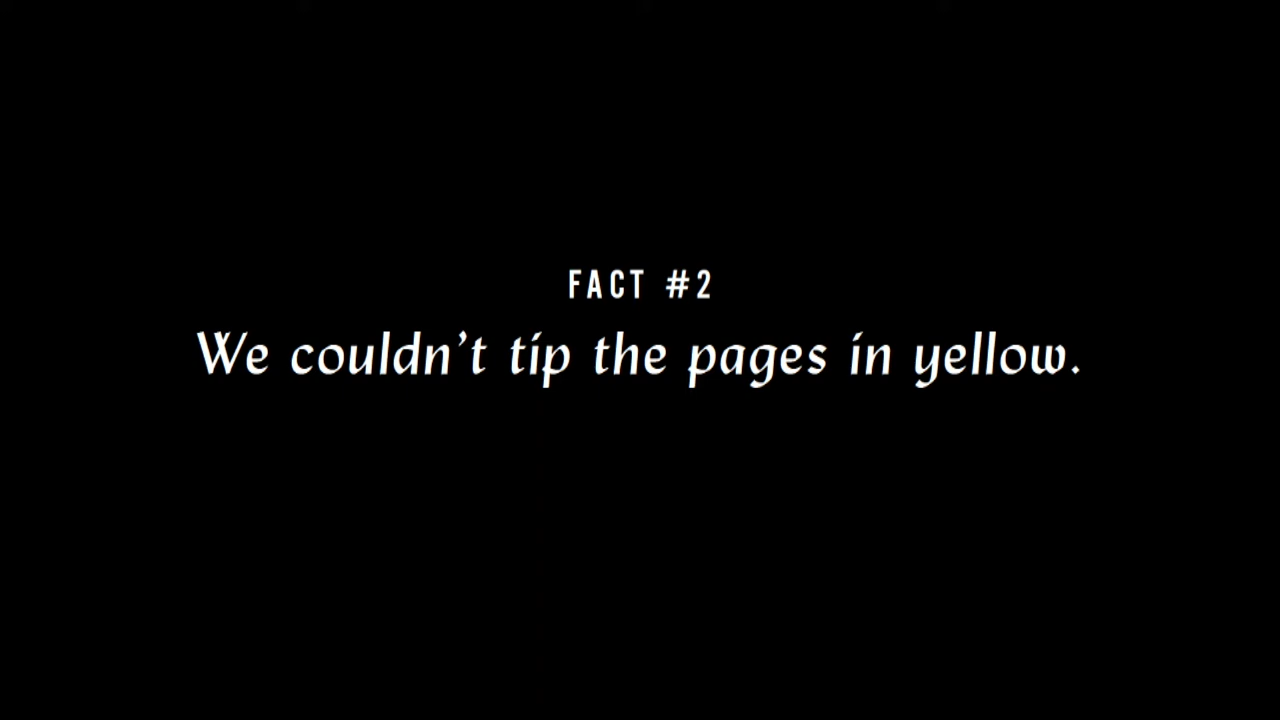 FACT #2
We couldn’t tip the pages in yellow.